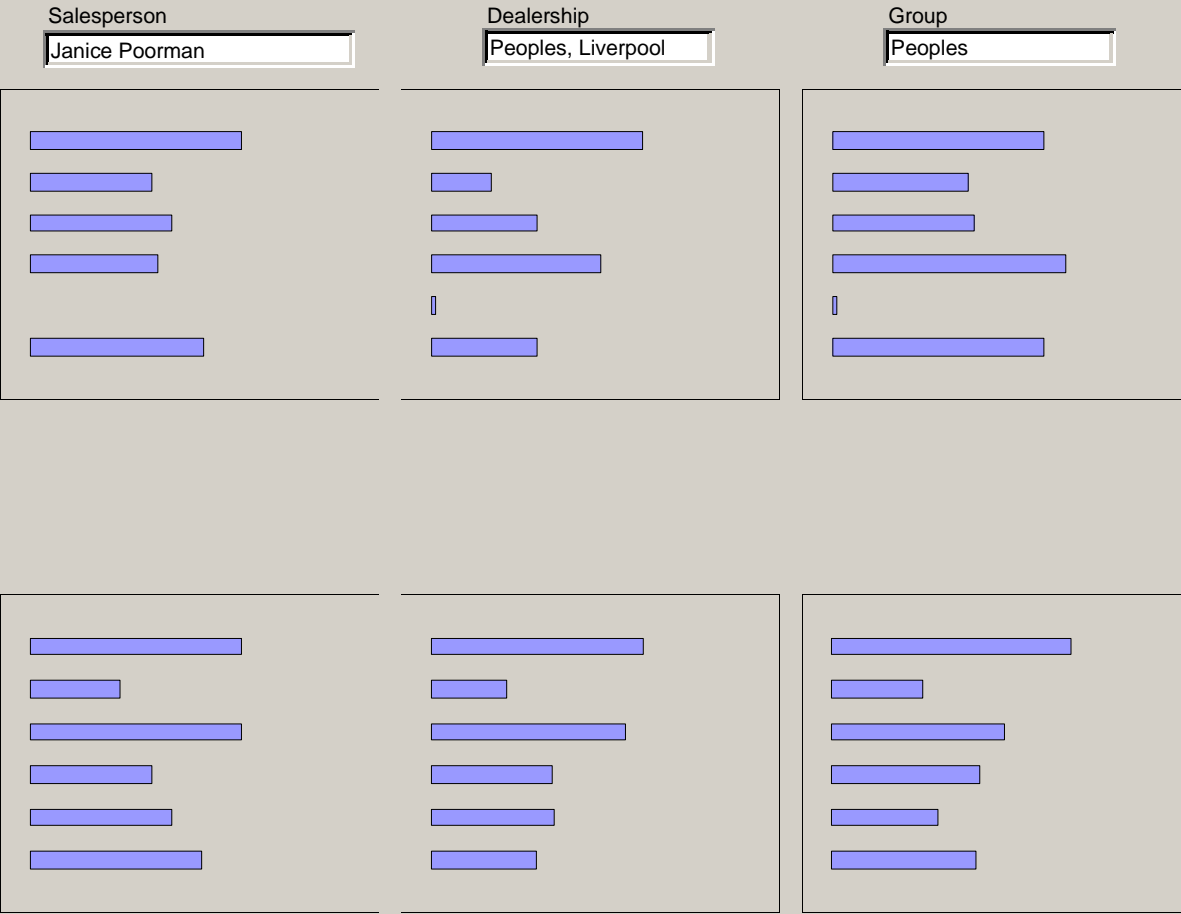 Salesperson
Dealership
Group
Janice Poorman
Peoples, Liverpool
Peoples